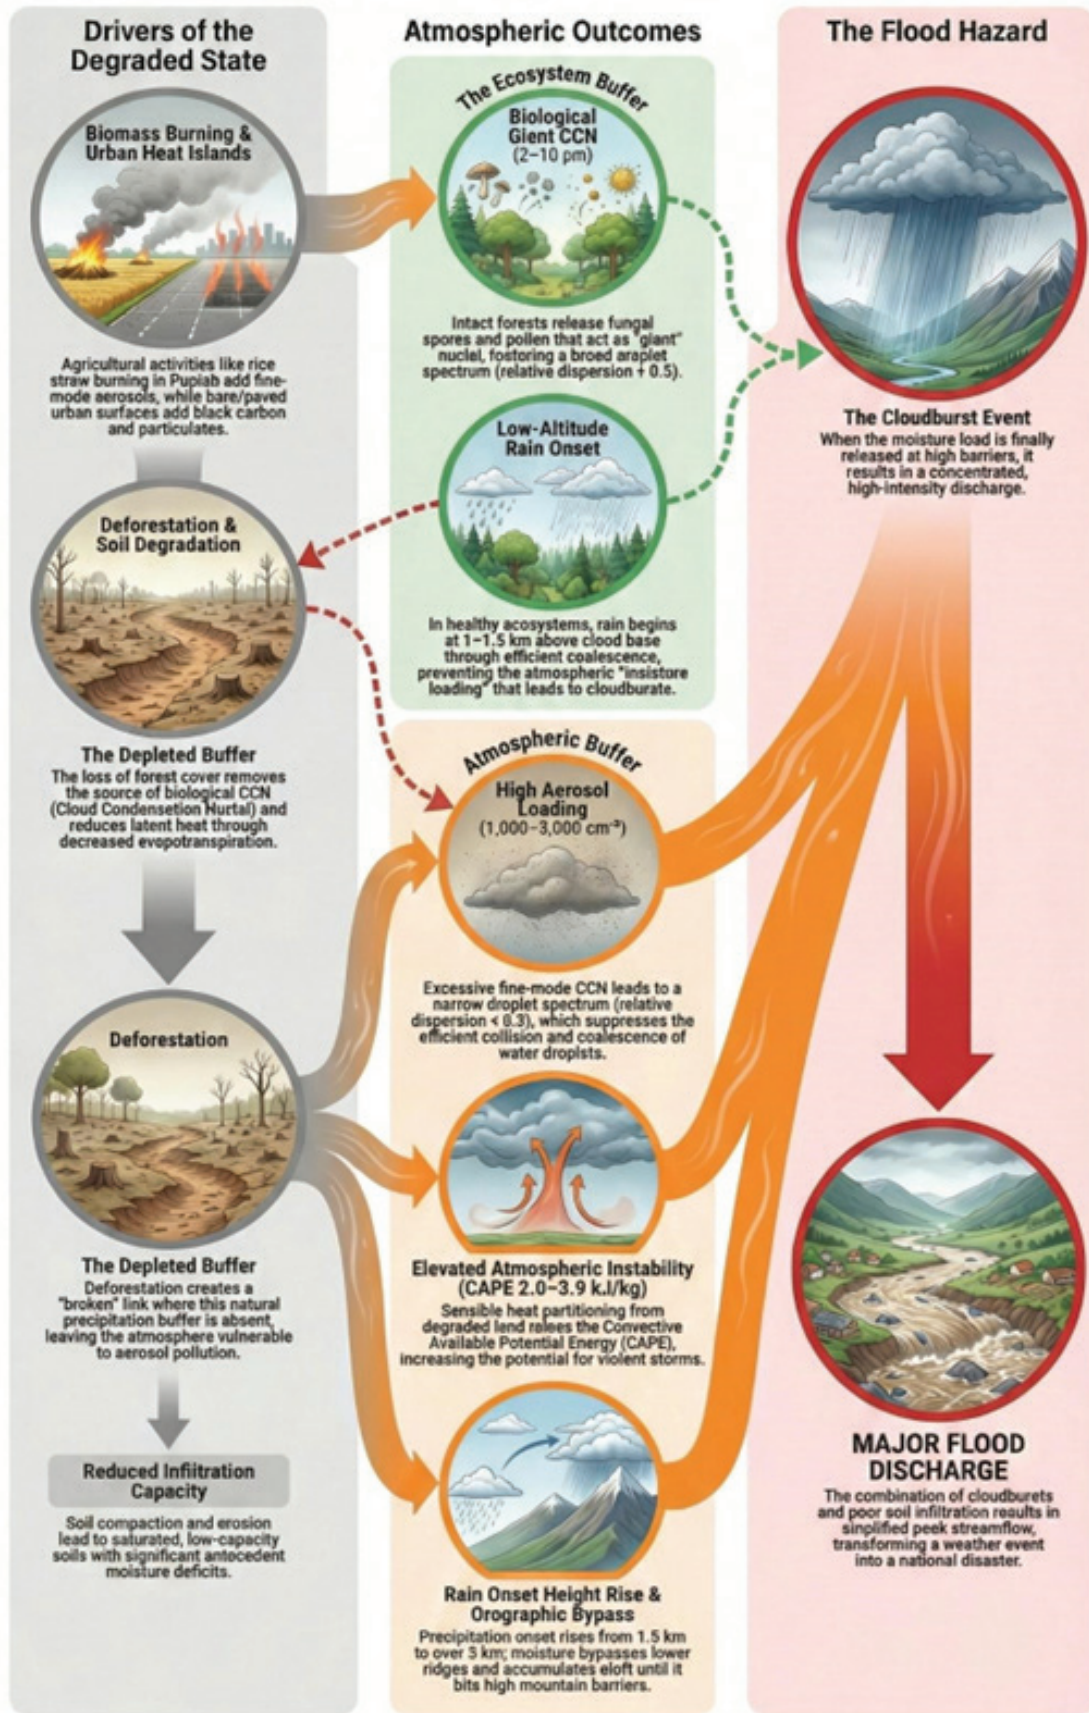 Drivers of the
Degraded State
Biomass Burning &
Urban Heat Islands
Agricultural activities like rice
straw burning in Pupiab add fine-
mode aerosols, while bare/paved
urban surfaces add black carbon
and particulates.
Deforestation &
Soil Degradation
The Depleted Buffer
The loss of forest cover removes
the source of biological CCN
(Cloud Condensetion Hurtal) and
reduces latent heat through
decreased evopotranspiration.
Deforestation
The Depleted Buffer
Deforestation creates a
"broken" link where this natural
precipitation buffer is absent,
leaving the atmosphere vulnerable
to aerosol pollution.
Reduced Infiltration
Capacity
Soil compaction and erosion
lead to saturated, low-capacity
soils with significant antecedent
moisture deficits.
Atmospheric Outcomes
The Ecosystem Buffer
Biological
Gient CCN
(2–10 pm)
Intact forests release fungal
spores and pollen that act as "giant"
nuclei, fostoring a broed araplet
spectrum (relative dispersion + 0.5).
Low-Altitude
Rain Onset
In healthy ecosystems, rain begins
at 1–1.5 km above clood base
through efficient coalescence,
preventing the atmospheric "insistore
loading" that leads to cloudburate.
Atmospheric Buffer
High Aerosol
Loading
(1,000–3,000 cm⁻³)
Excessive fine-mode CCN leads to a
narrow droplet spectrum (relative
dispersion < 0.3), which suppresses the
efficient collision and coalescence of
water droplsts.
Elevated Atmospheric Instability
(CAPE 2.0–3.9 k.l/kg)
Sensible heat partitioning from
degraded lend ralees the Convective
Available Potential Energy (CAPE),
increasing the potential for violent storms.
Rain Onset Height Rise &
Orographic Bypass
Precipitation onset rises from 1.5 km
to over 3 km; moisture bypasses lower
ridges and accumulates eloft until it
bits high mountain barriers.
The Flood Hazard
The Cloudburst Event
When the moisture load is finally
released at high barriers, it
results in a concentrated,
high-intensity discharge.
MAJOR FLOOD
DISCHARGE
The combination of cloudburets
and poor soil infiltration results in
simplified peek streamflow,
transforming a weather event
into a national disaster.